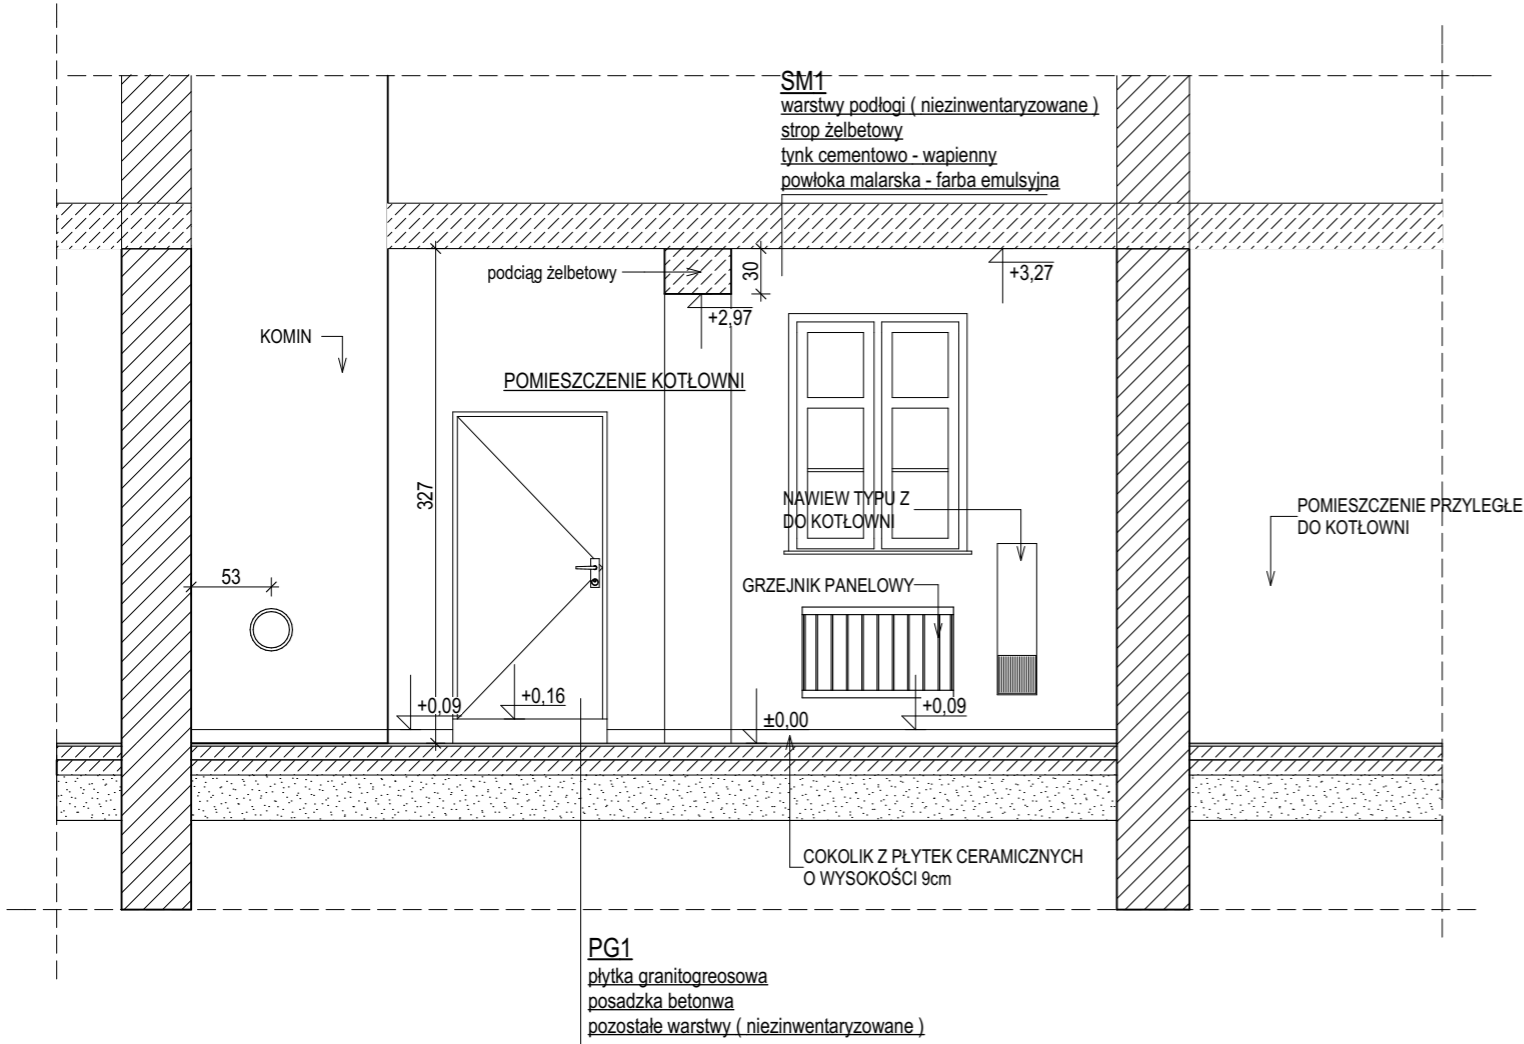 SM1
warstwy podłogi ( niezinwentaryzowane )
strop żelbetowy
tynk cementowo - wapienny
powłoka malarska - farba emulsyjna
podciąg żelbetowy
30
+3,27
+2,97
KOMIN
POMIESZCZENIE KOTŁOWNI
327
NAWIEW TYPU Z
DO KOTŁOWNI
POMIESZCZENIE PRZYLEGŁE
DO KOTŁOWNI
53
GRZEJNIK PANELOWY
+0,09
+0,16
±0,00
+0,09
COKOLIK Z PŁYTEK CERAMICZNYCH
O WYSOKOŚCI 9cm
PG1
płytka granitogreosowa
posadzka betonwa
pozostałe warstwy ( niezinwentaryzowane )